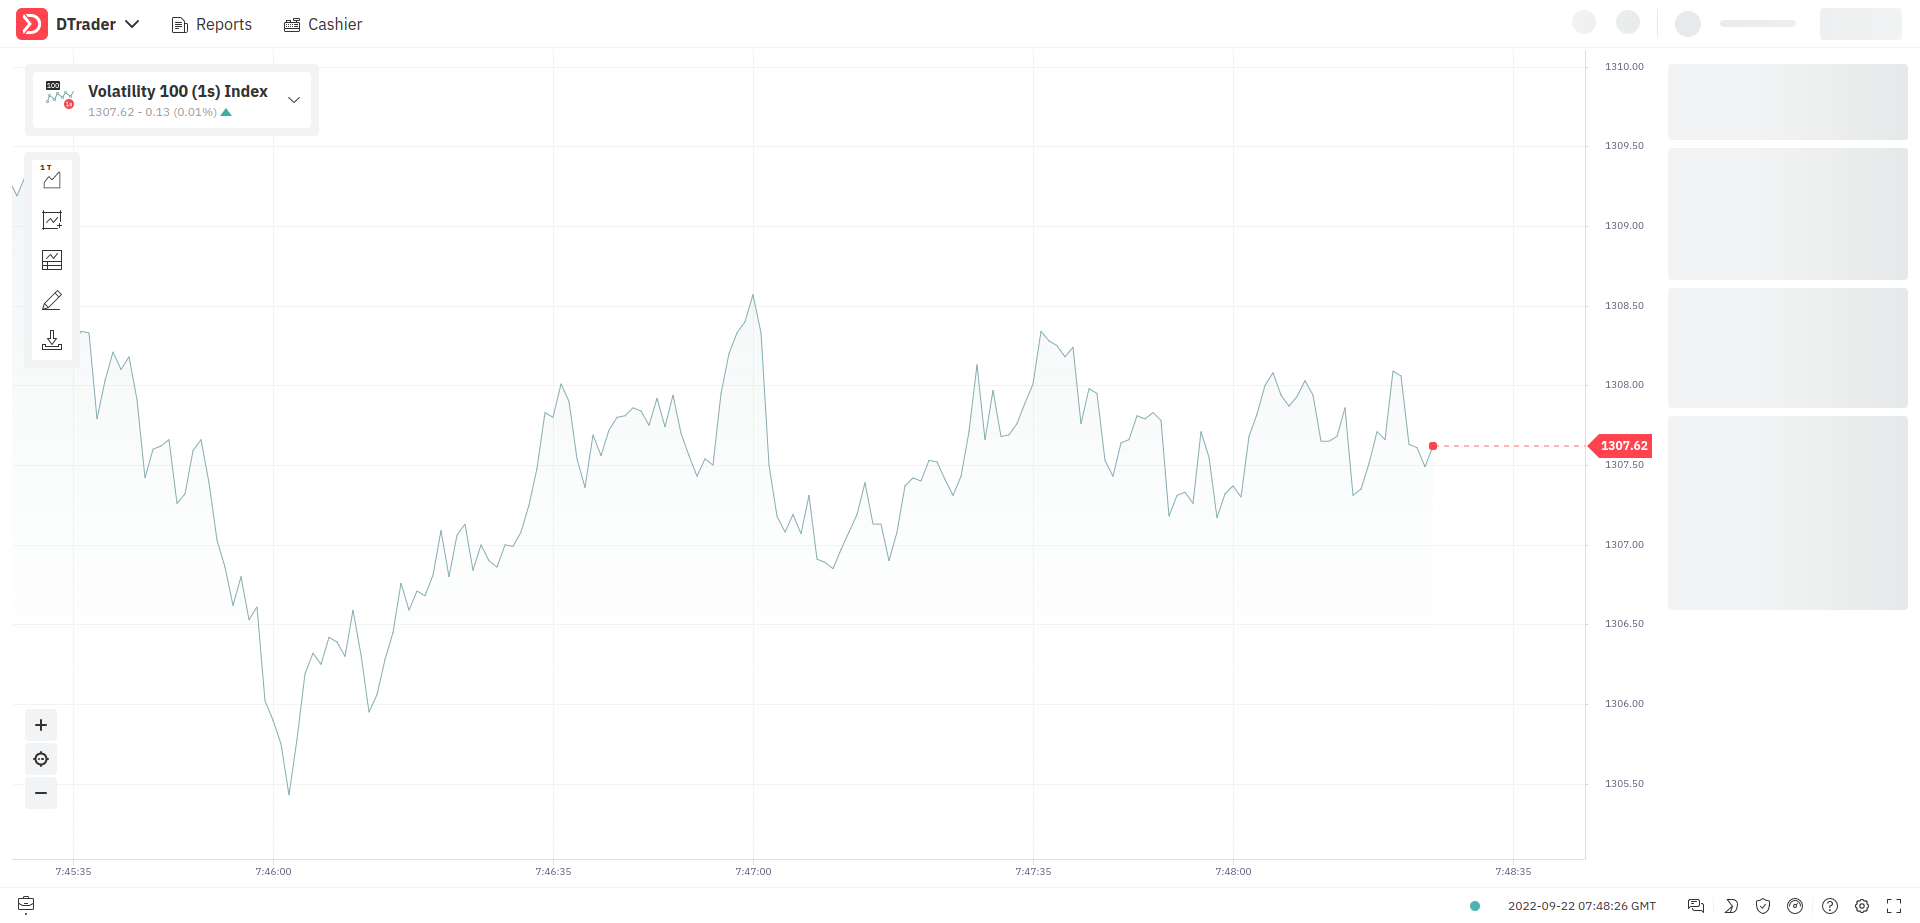 DTrader
Reports
Cashier
100
Volatility 100 (1s) Index
1s
1307.62 - 0.13 (0.01%)
1 T
1310.00
1309.50
1309.00
1308.50
1308.00
1307.62
1307.50
1307.00
1306.50
1306.00
1305.50
7:45:35
7:46:00
7:46:35
7:47:00
7:47:35
7:48:00
7:48:35
2022-09-22 07:48:26 GMT